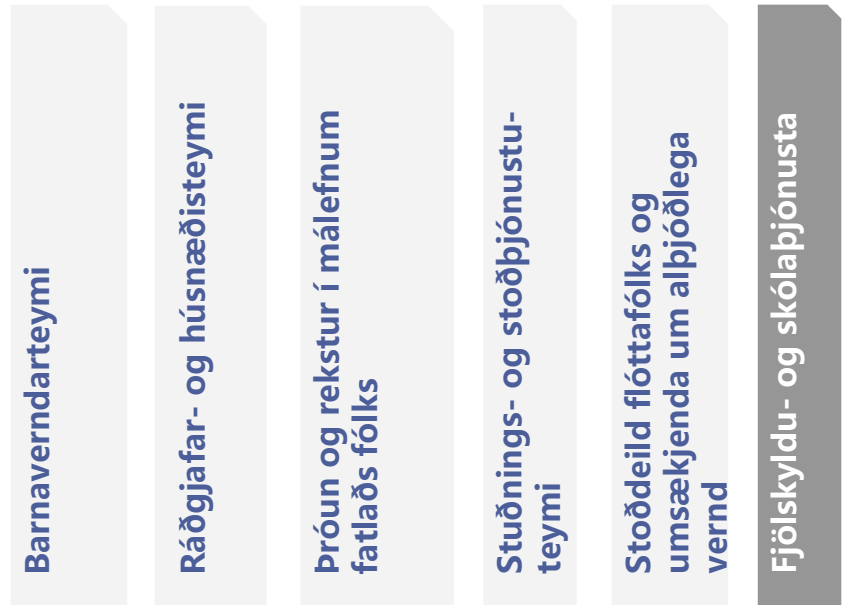 Barnaverndarteymi
Ráðgjafar- og húsnæðisteymi
Þróun og rekstur í málefnum
fatlaðs fólks
Stuðnings- og stoðþjónustu-
teymi
Stoðdeild flóttafólks og
umsækjenda um alþjóðlega
vernd
Fjölskyldu- og skólaþjónusta